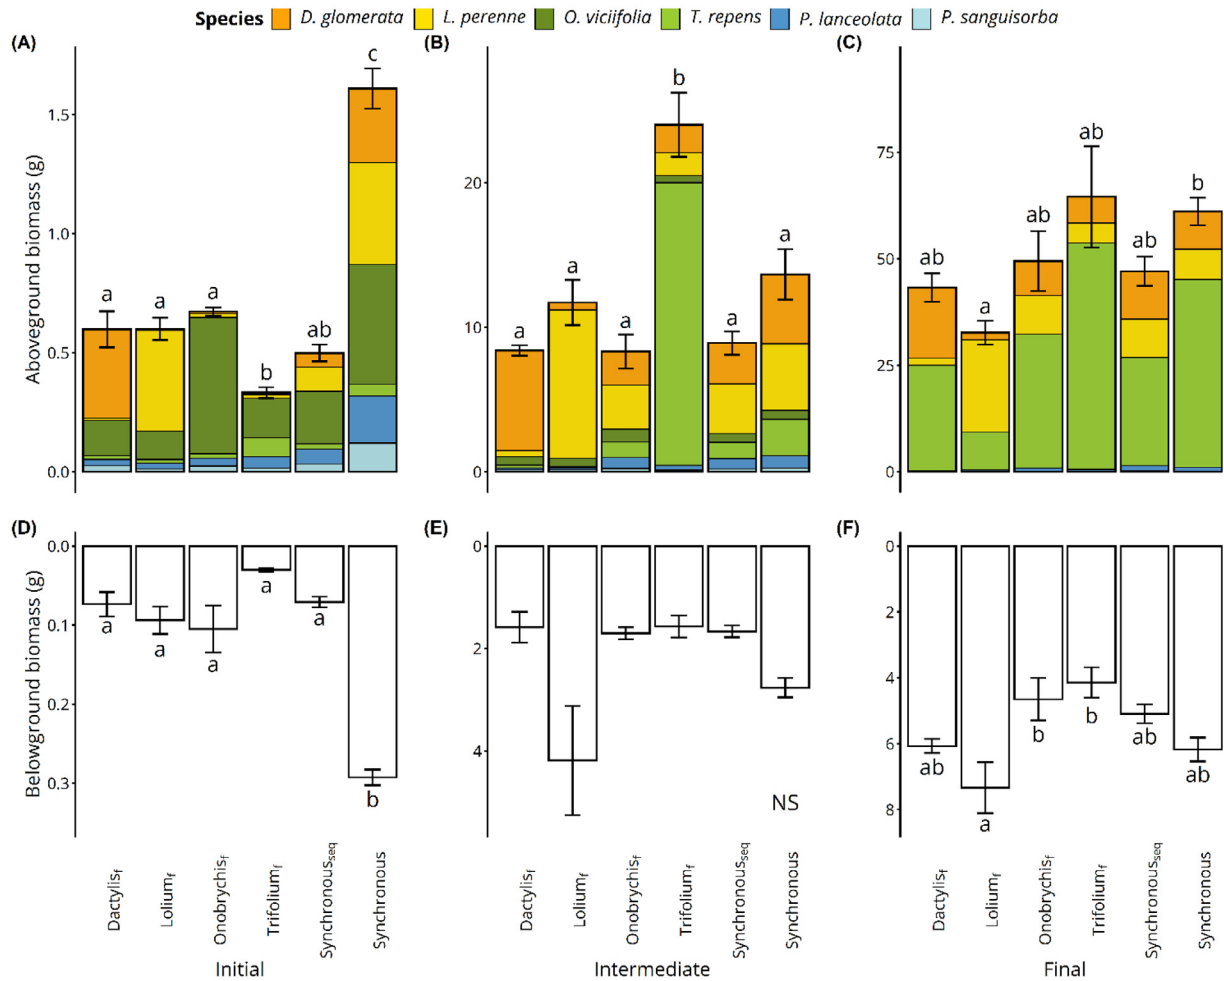 Species D. glomerata L. perenne O. viciifolia T. repens P. lanceolata P. sanguisorba
(A) (B) (C)
Aboveground biomass (g)
1.5
1.0
0.5
0.0
a a a b ab c
20
10
0
a a a b a a
75
50
25
0
ab a ab ab ab b
(D) (E) (F)
Belowground biomass (g)
0.0
0.1
0.2
0.3
a a a a a b
0
2
4
NS
0
2
4
6
8
ab a b b ab ab
Dactylisf Loliumf Onobrychisf Trifoliumf Synchronousseq Synchronous
Dactylisf Loliumf Onobrychisf Trifoliumf Synchronousseq Synchronous
Dactylisf Loliumf Onobrychisf Trifoliumf Synchronousseq Synchronous
Initial Intermediate Final